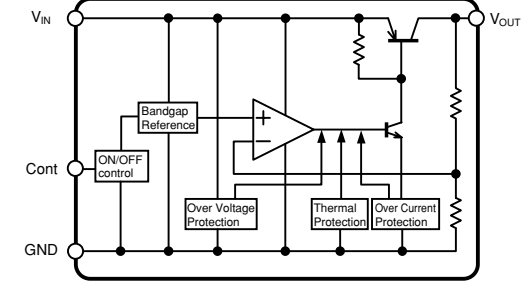 VIN
VOUT
Bandgap
Reference
+
−
ON/OFF
control
Cont
Over Voltage
Protection
Thermal
Protection
Over Current
Protection
GND